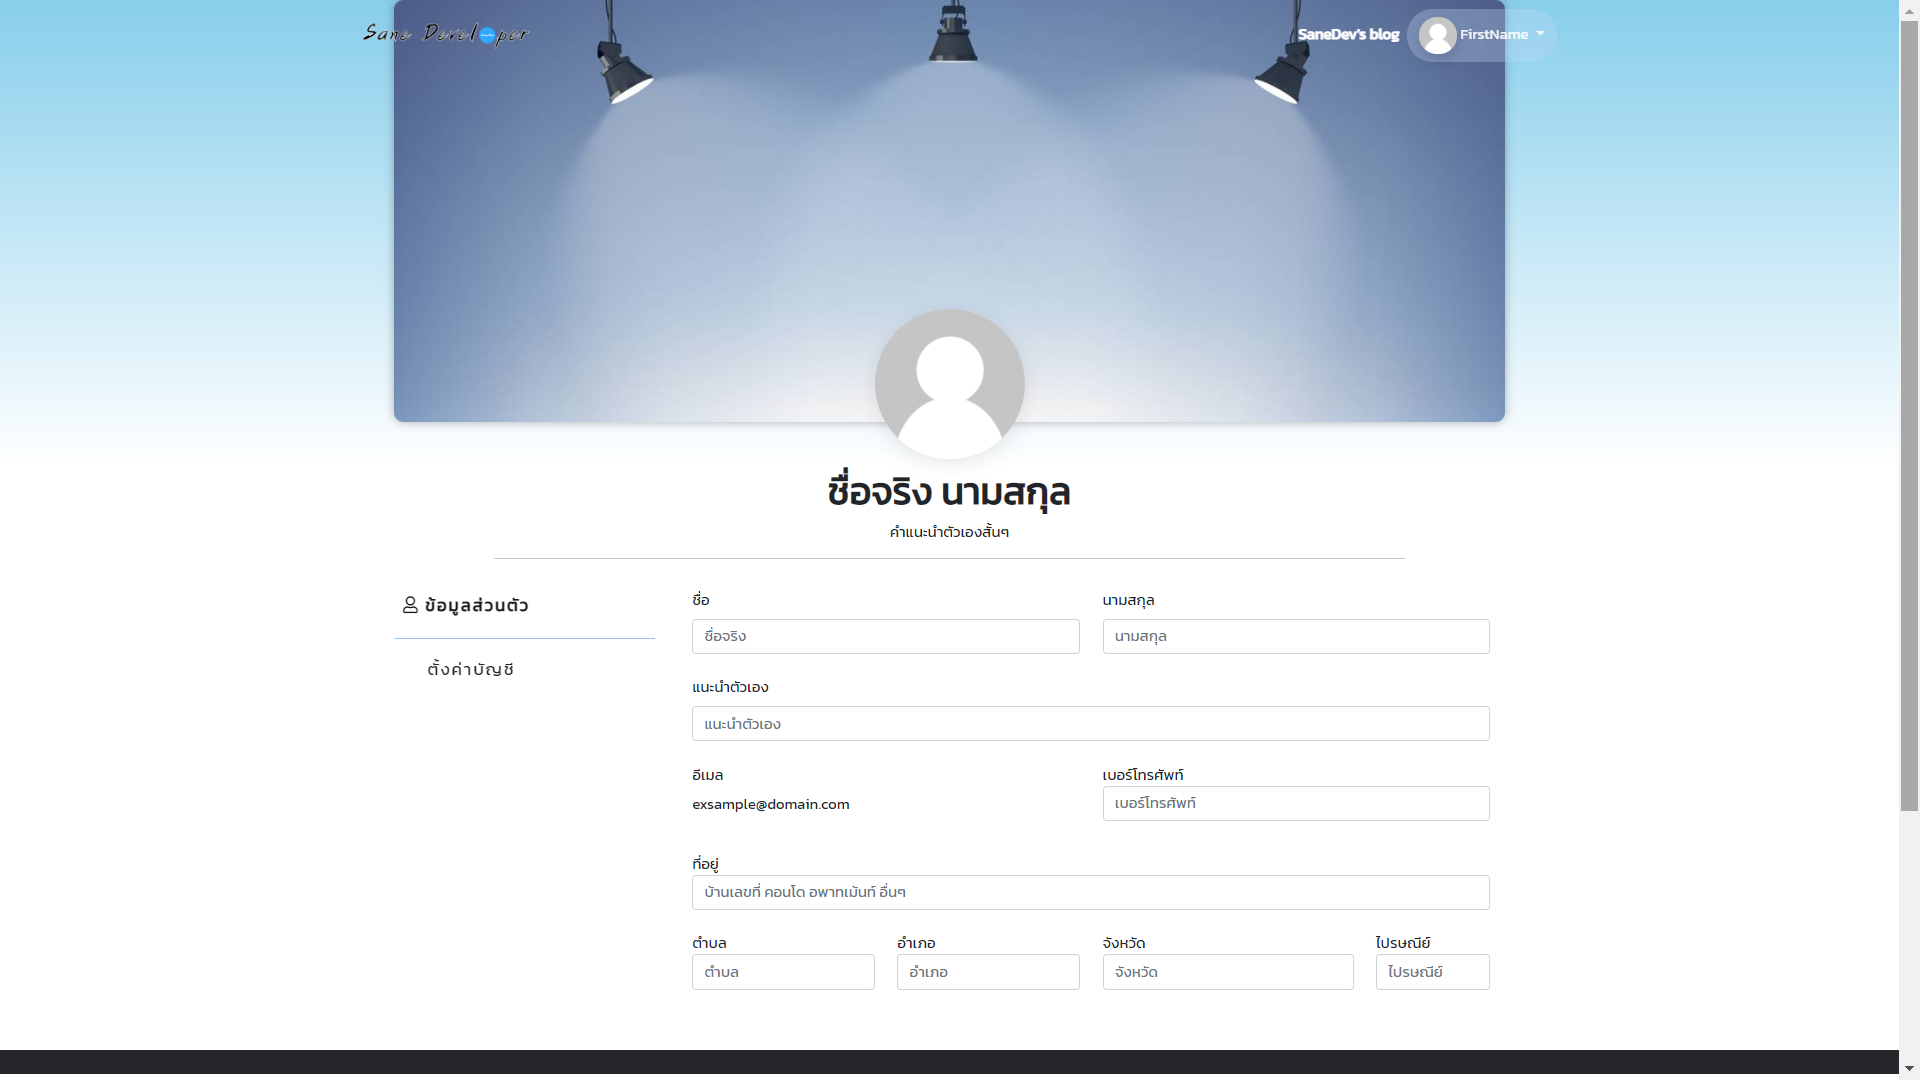 Sane Developer
SaneDev's blog
FirstName
ชื่อจริง นามสกุล
คำแนะนำตัวเองสั้นๆ
ข้อมูลส่วนตัว
ตั้งค่าบัญชี
ชื่อ
นามสกุล
ชื่อจริง
นามสกุล
แนะนำตัวเอง
แนะนำตัวเอง
อีเมล
เบอร์โทรศัพท์
exsample@domain.com
เบอร์โทรศัพท์
ที่อยู่
บ้านเลขที่ คอนโด อพาทเม้นท์ อื่นๆ
ตำบล
อำเภอ
จังหวัด
ไปรษณีย์
ตำบล
อำเภอ
จังหวัด
ไปรษณีย์